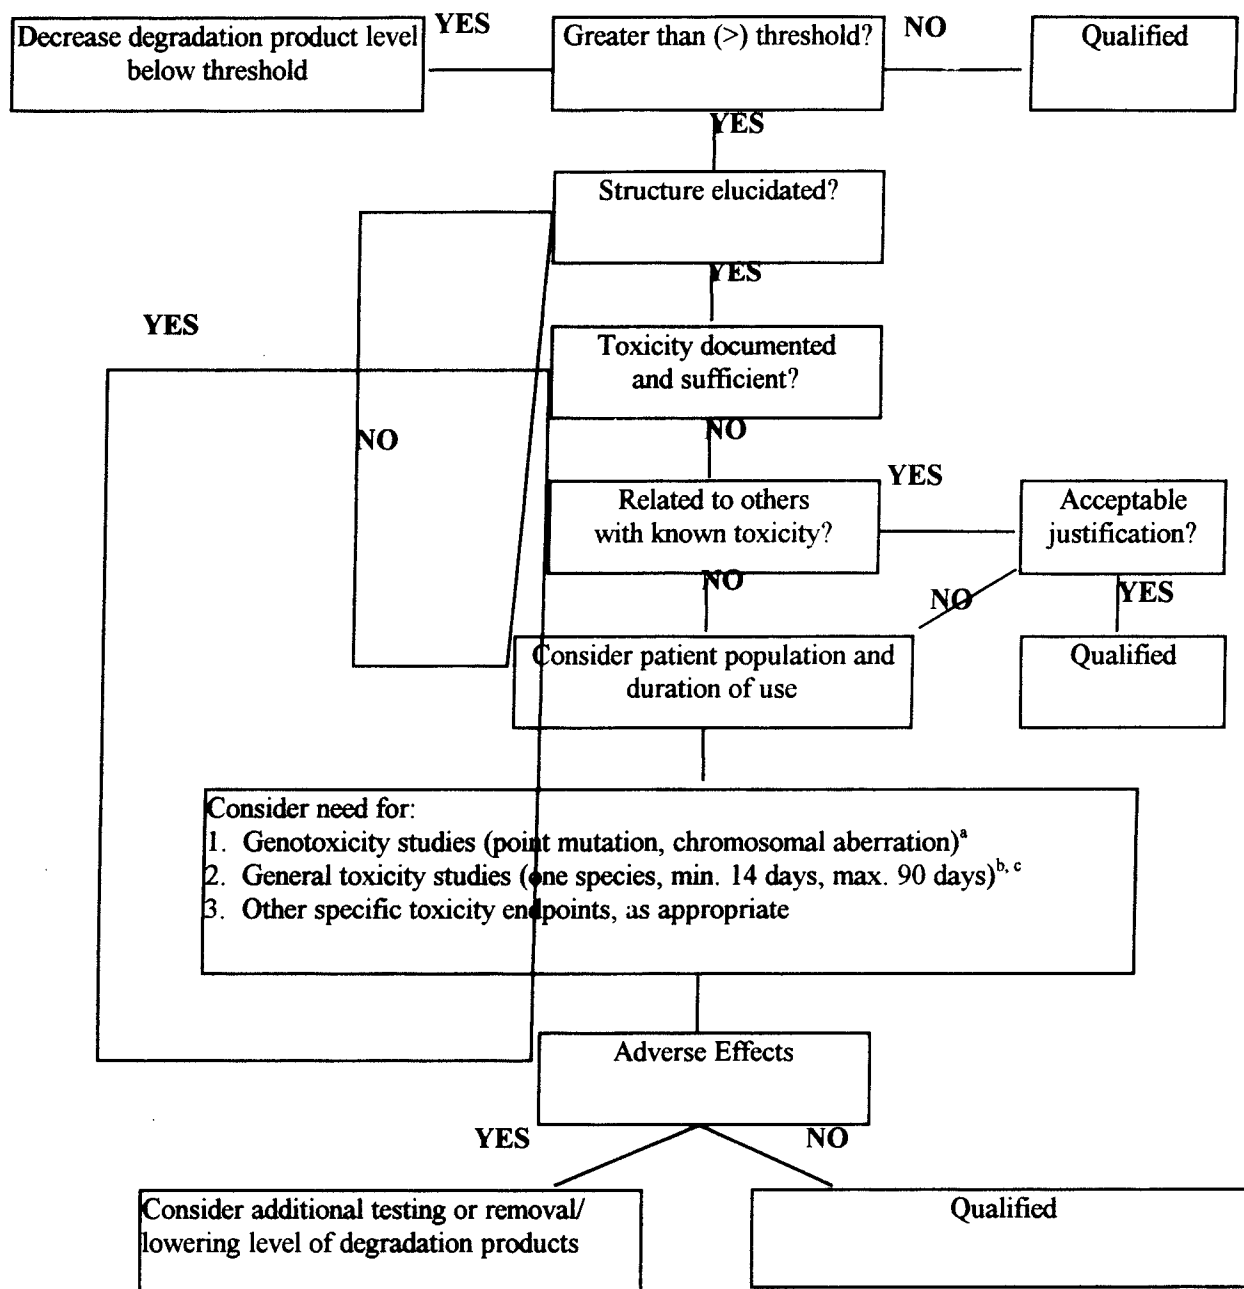 Decrease degradation product level
below threshold
YES
Greater than (>) threshold?
NO
Qualified
YES
Structure elucidated?
YES
YES
Toxicity documented
and sufficient?
NO
NO
Related to others
with known toxicity?
YES
Acceptable
justification?
NO
NO
YES
Consider patient population and
duration of use
Qualified
Consider need for:
1. Genotoxicity studies (point mutation, chromosomal aberration)ᵃ
2. General toxicity studies (one species, min. 14 days, max. 90 days)ᵇ, ᶜ
3. Other specific toxicity endpoints, as appropriate
Adverse Effects
YES
NO
Consider additional testing or removal/
lowering level of degradation products
Qualified